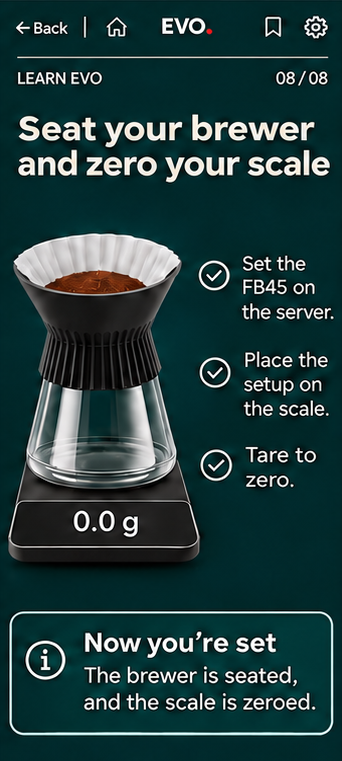 Back
EVO.
LEARN EVO
08/08
Seat your brewer
and zero your scale
Set the
FB45 on
the server.
Place the
setup on
the scale.
Tare to
zero.
0.0 g
Now you're set
The brewer is seated,
and the scale is zeroed.